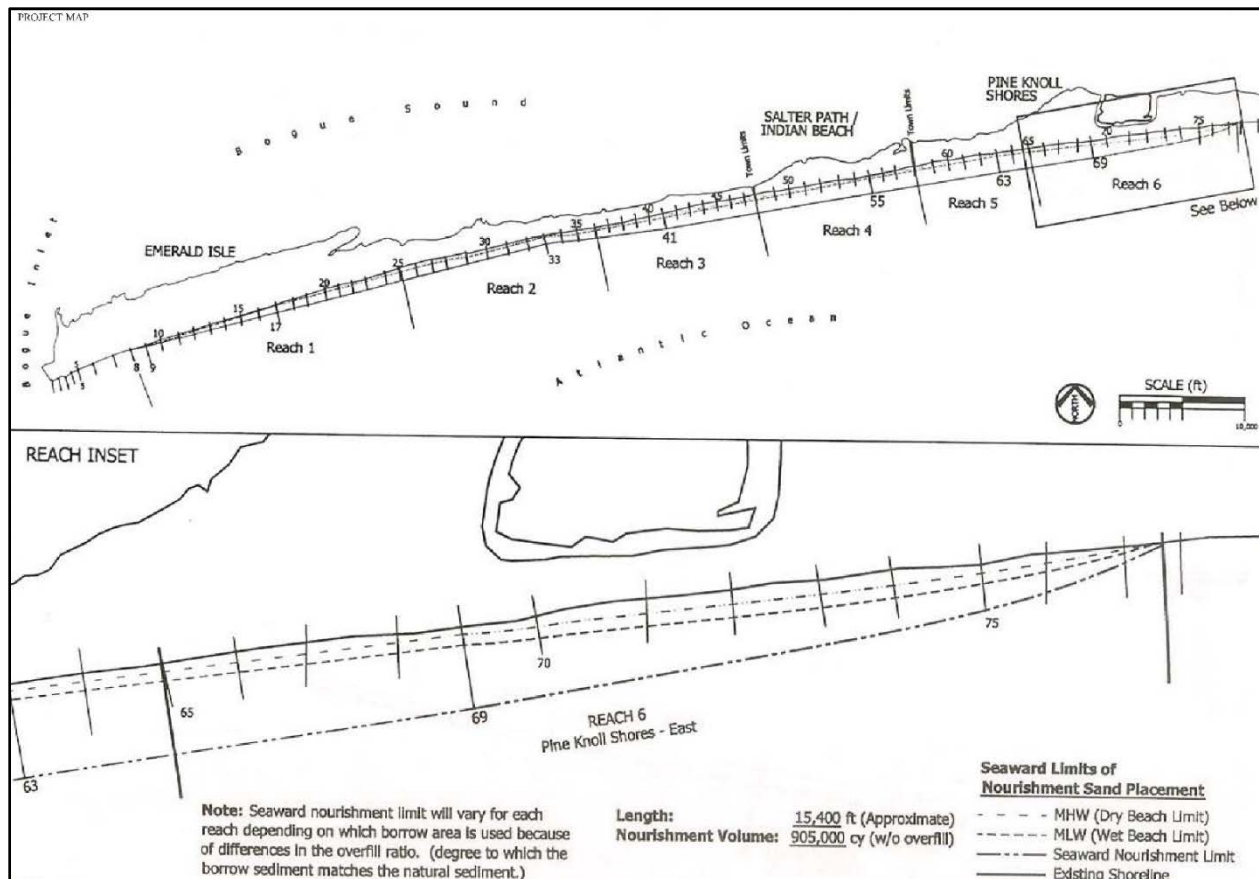 PROJECT MAP
Bogue Sound
PINE KNOLL
SHORES
SALTER PATH /
INDIAN BEACH
Town Limits
Town Limits
Bogue Inlet
EMERALD ISLE
5
5
8
9
10
15
17
20
25
30
33
35
40
41
45
50
55
60
63
65
69
70
75
Reach 1
Reach 2
Reach 3
Reach 4
Reach 5
Reach 6
See Below
Atlantic Ocean
NORTH
SCALE (ft)
0
10,000
REACH INSET
63
65
69
70
75
REACH 6
Pine Knoll Shores - East
Note: Seaward nourishment limit will vary for each
reach depending on which borrow area is used because
of differences in the overfill ratio. (degree to which the
borrow sediment matches the natural sediment.)
Length: 15,400 ft (Approximate)
Nourishment Volume: 905,000 cy (w/o overfill)
Seaward Limits of
Nourishment Sand Placement
MHW (Dry Beach Limit)
MLW (Wet Beach Limit)
Seaward Nourishment Limit
Existing Shoreline